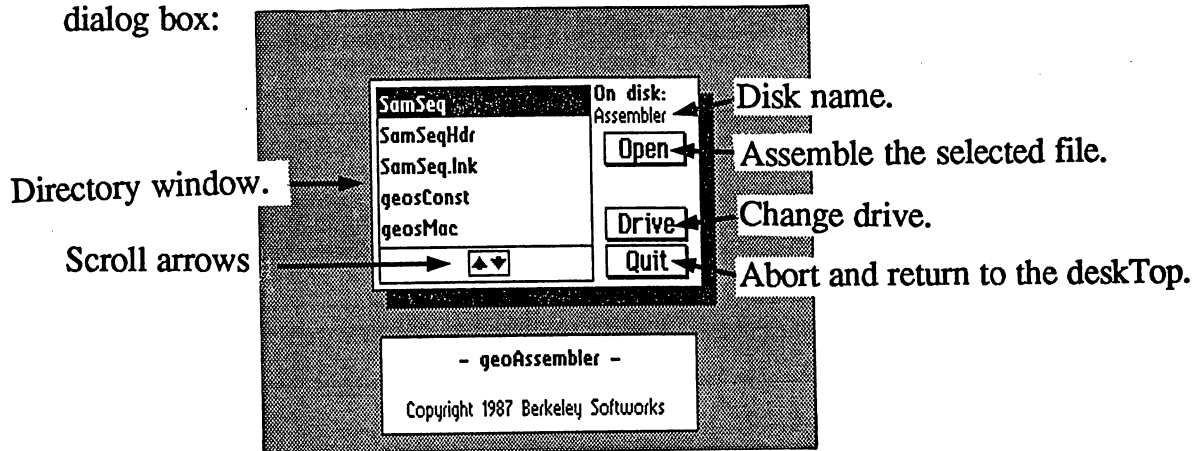 dialog box:
SamSeq
SamSeqHdr
SamSeq.lnk
geosConst
geosMac
On disk:
Assembler
Open
Drive
Quit
Disk name.
Assemble the selected file.
Change drive.
Abort and return to the deskTop.
Directory window.
Scroll arrows
- geoAssembler -
Copyright 1987 Berkeley Softworks